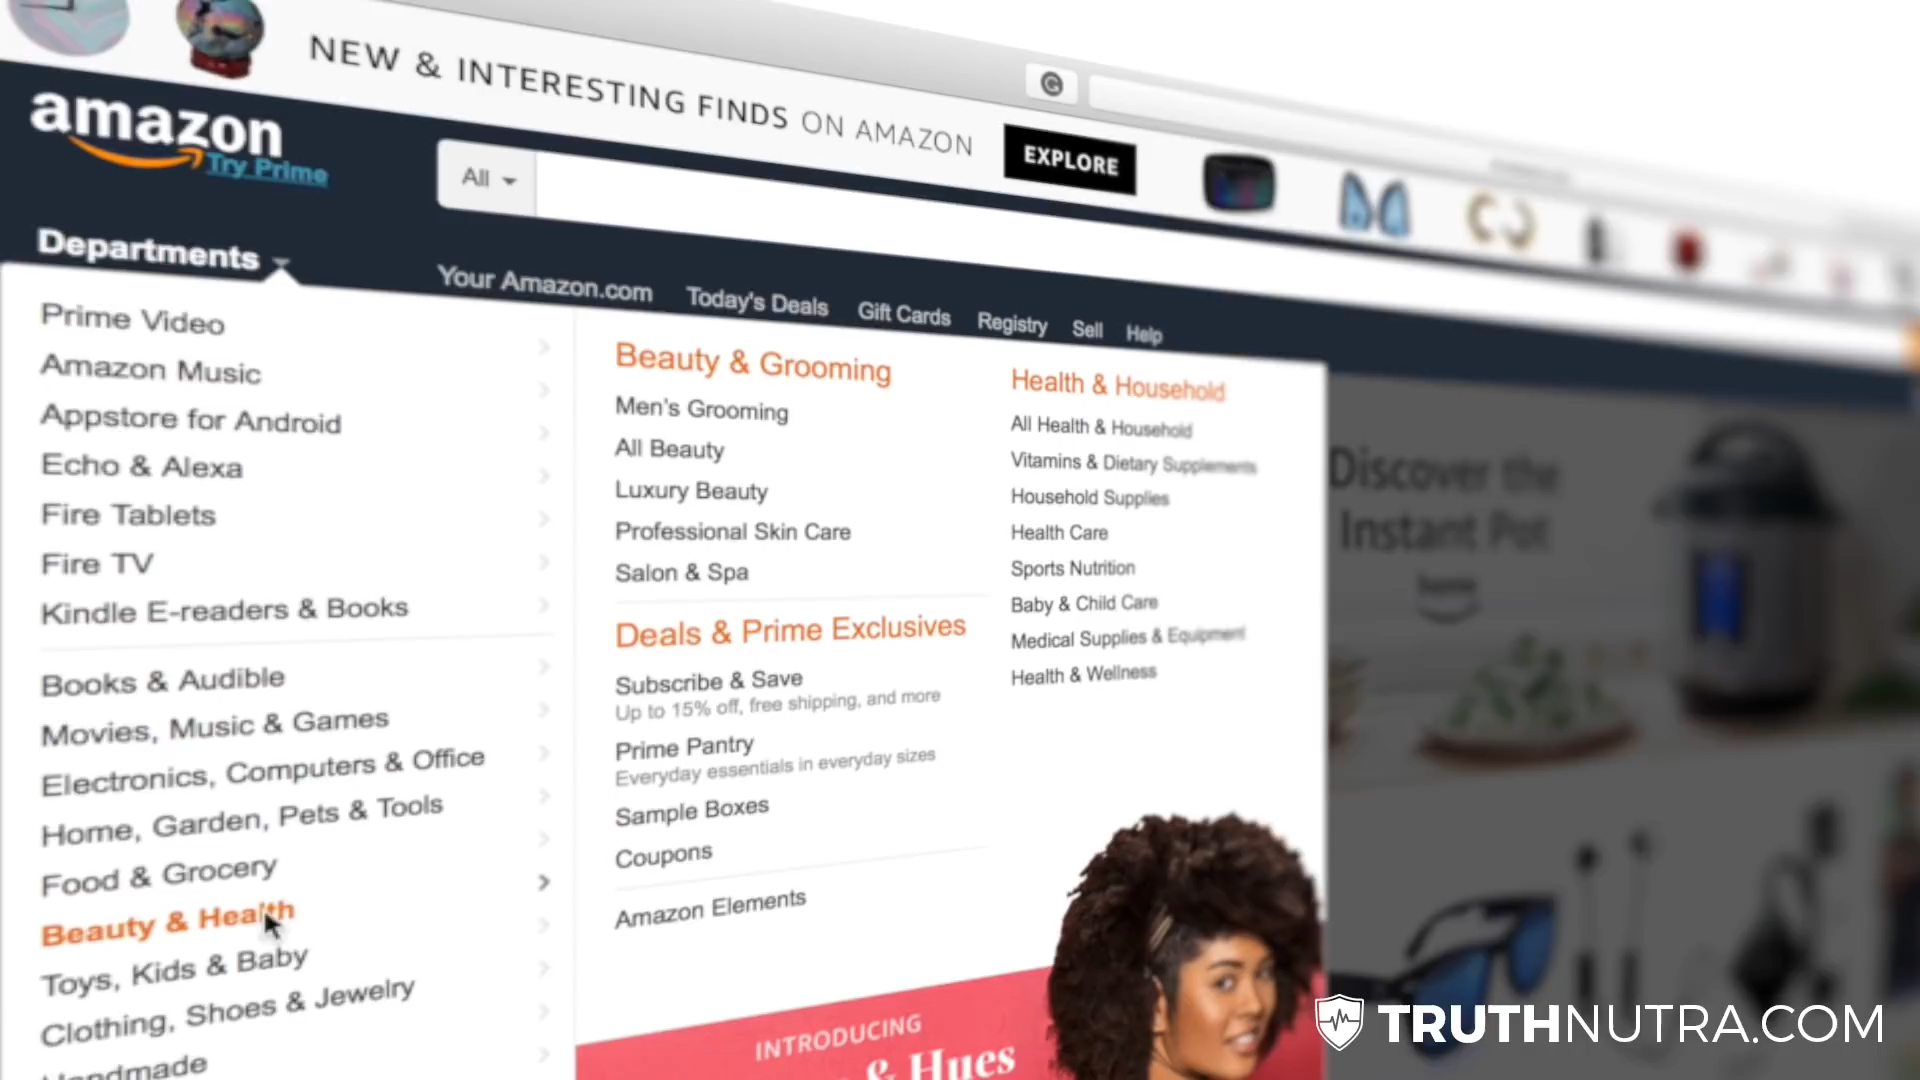 NEW & INTERESTING FINDS ON AMAZON
EXPLORE
amazon
Try Prime
All
Departments
Your Amazon.com
Today's Deals
Gift Cards
Registry
Sell
Help
Prime Video
Amazon Music
Appstore for Android
Echo & Alexa
Fire Tablets
Fire TV
Kindle E-readers & Books
Books & Audible
Movies, Music & Games
Electronics, Computers & Office
Home, Garden, Pets & Tools
Food & Grocery
Beauty & Health
Toys, Kids & Baby
Clothing, Shoes & Jewelry
Beauty & Grooming
Men's Grooming
All Beauty
Luxury Beauty
Professional Skin Care
Salon & Spa
Deals & Prime Exclusives
Subscribe & Save
Up to 15% off, free shipping, and more
Prime Pantry
Everyday essentials in everyday sizes
Sample Boxes
Coupons
Amazon Elements
Health & Household
All Health & Household
Vitamins & Dietary Supplements
Household Supplies
Health Care
Sports Nutrition
Baby & Child Care
Medical Supplies & Equipment
Health & Wellness
Discover the
Instant Pot
home
INTRODUCING
& Hues
TRUTHNUTRA.COM